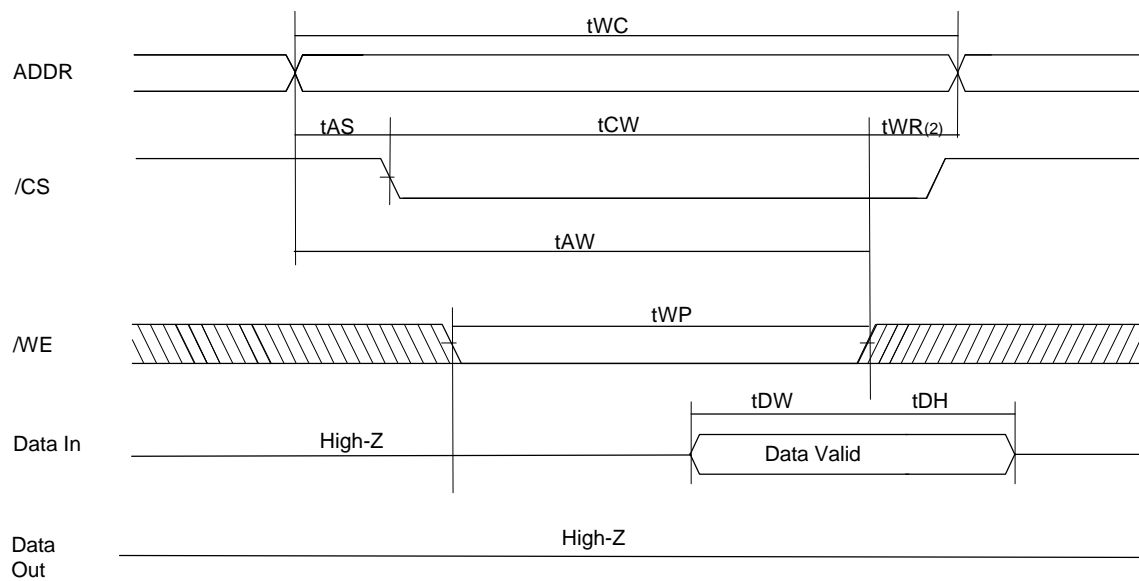 tWC
ADDR
tAS
tCW
tWR(2)
/CS
tAW
tWP
/WE
tDW
tDH
Data In
High-Z
Data Valid
High-Z
Data
Out